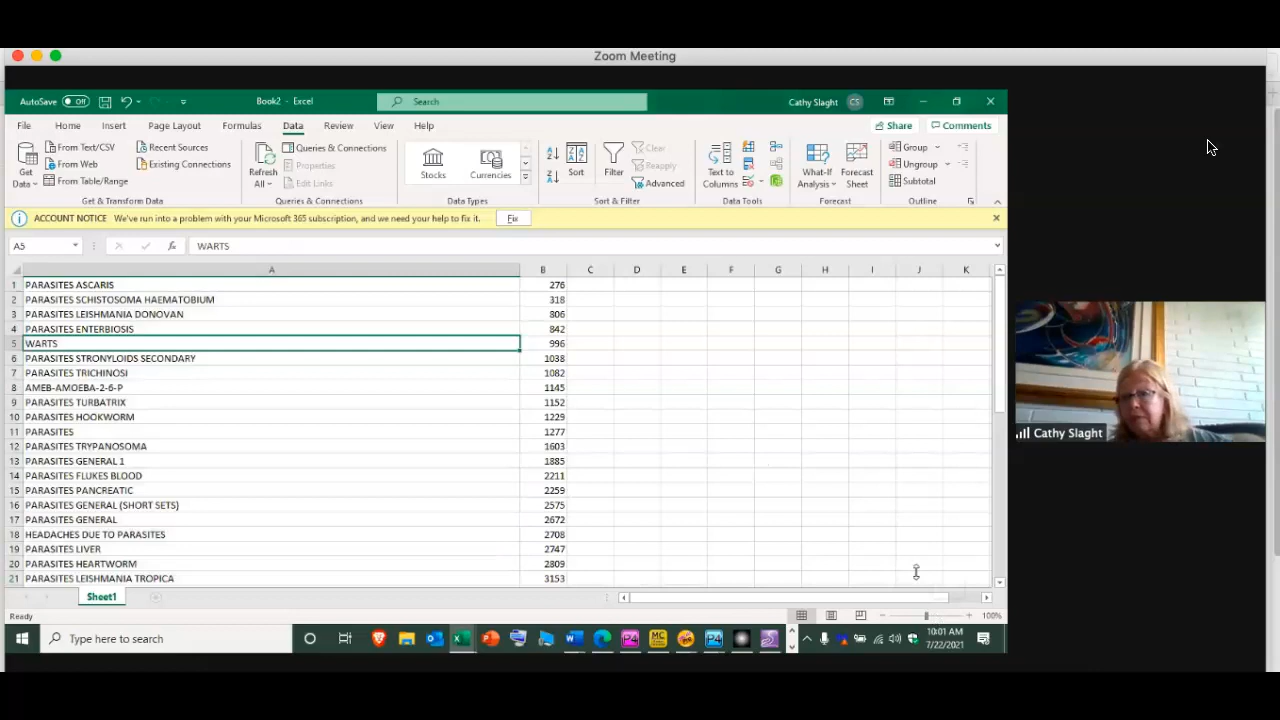 Zoom Meeting
AutoSave Off Book2 - Excel Search Cathy Slaght CS
File Home Insert Page Layout Formulas Data Review View Help Share Comments
Get Data
From Text/CSV
From Web
From Table/Range
Recent Sources
Existing Connections
Get & Transform Data
Refresh All
Queries & Connections
Properties
Edit Links
Queries & Connections
Stocks Currencies
Data Types
Sort Filter
Clear
Reapply
Advanced
Sort & Filter
Text to Columns
Data Tools
What-If Analysis
Forecast Sheet
Forecast
Group
Ungroup
Subtotal
Outline
ACCOUNT NOTICE We've run into a problem with your Microsoft 365 subscription, and we need your help to fix it. Fix
A5 fx WARTS
A B C D E F G H I J K
1 PARASITES ASCARIS 276
2 PARASITES SCHISTOSOMA HAEMATOBIUM 318
3 PARASITES LEISHMANIA DONOVAN 806
4 PARASITES ENTERBIOSIS 842
5 WARTS 996
6 PARASITES STRONYLOIDS SECONDARY 1038
7 PARASITES TRICHINOSI 1082
8 AMEB-AMOEBA-2-6-P 1145
9 PARASITES TURBATRIX 1152
10 PARASITES HOOKWORM 1229
11 PARASITES 1277
12 PARASITES TRYPANOSOMA 1603
13 PARASITES GENERAL 1 1885
14 PARASITES FLUKES BLOOD 2211
15 PARASITES PANCREATIC 2259
16 PARASITES GENERAL (SHORT SETS) 2575
17 PARASITES GENERAL 2672
18 HEADACHES DUE TO PARASITES 2708
19 PARASITES LIVER 2747
20 PARASITES HEARTWORM 2809
21 PARASITES LEISHMANIA TROPICA 3153
Cathy Slaght
Sheet1
Ready 100%
Type here to search P4 MC P4 10:01 AM
7/22/2021